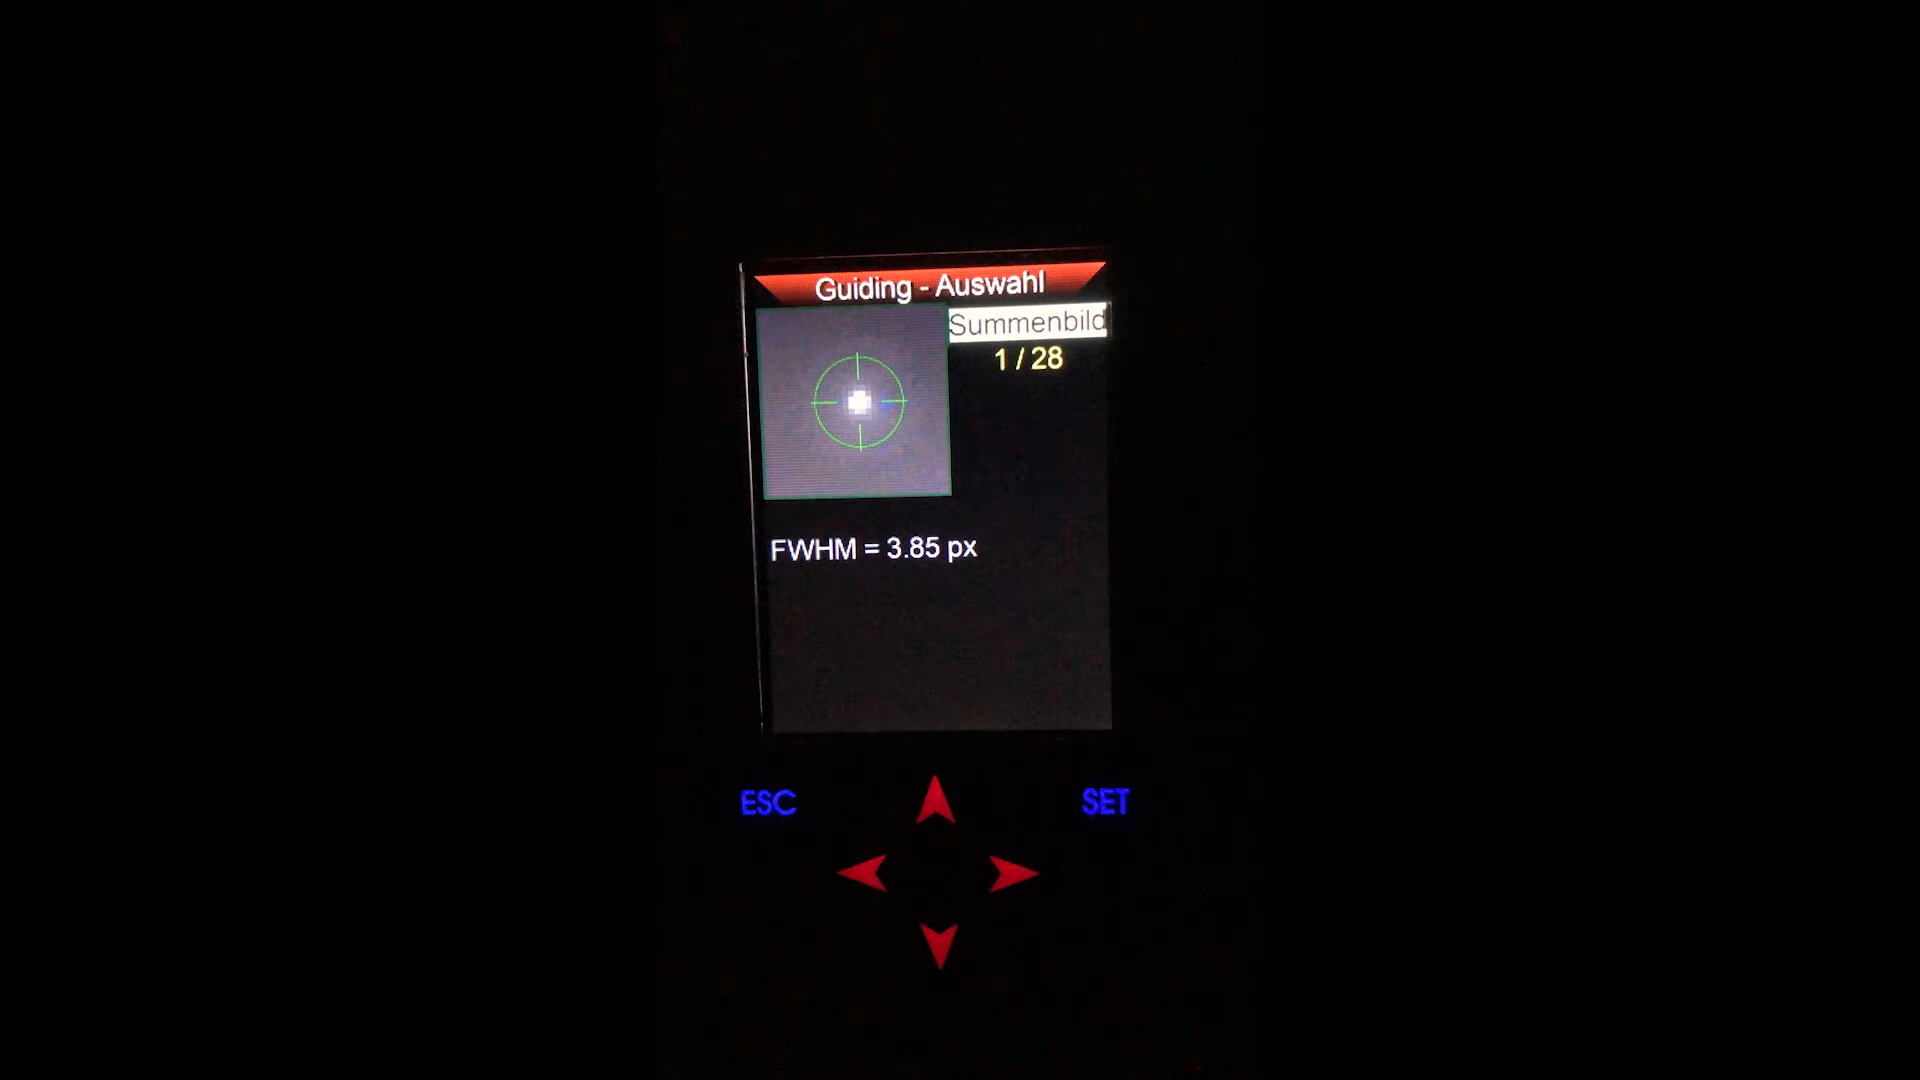 Guiding - Auswahl
Summenbild
1 / 28
FWHM = 3.85 px
ESC
SET